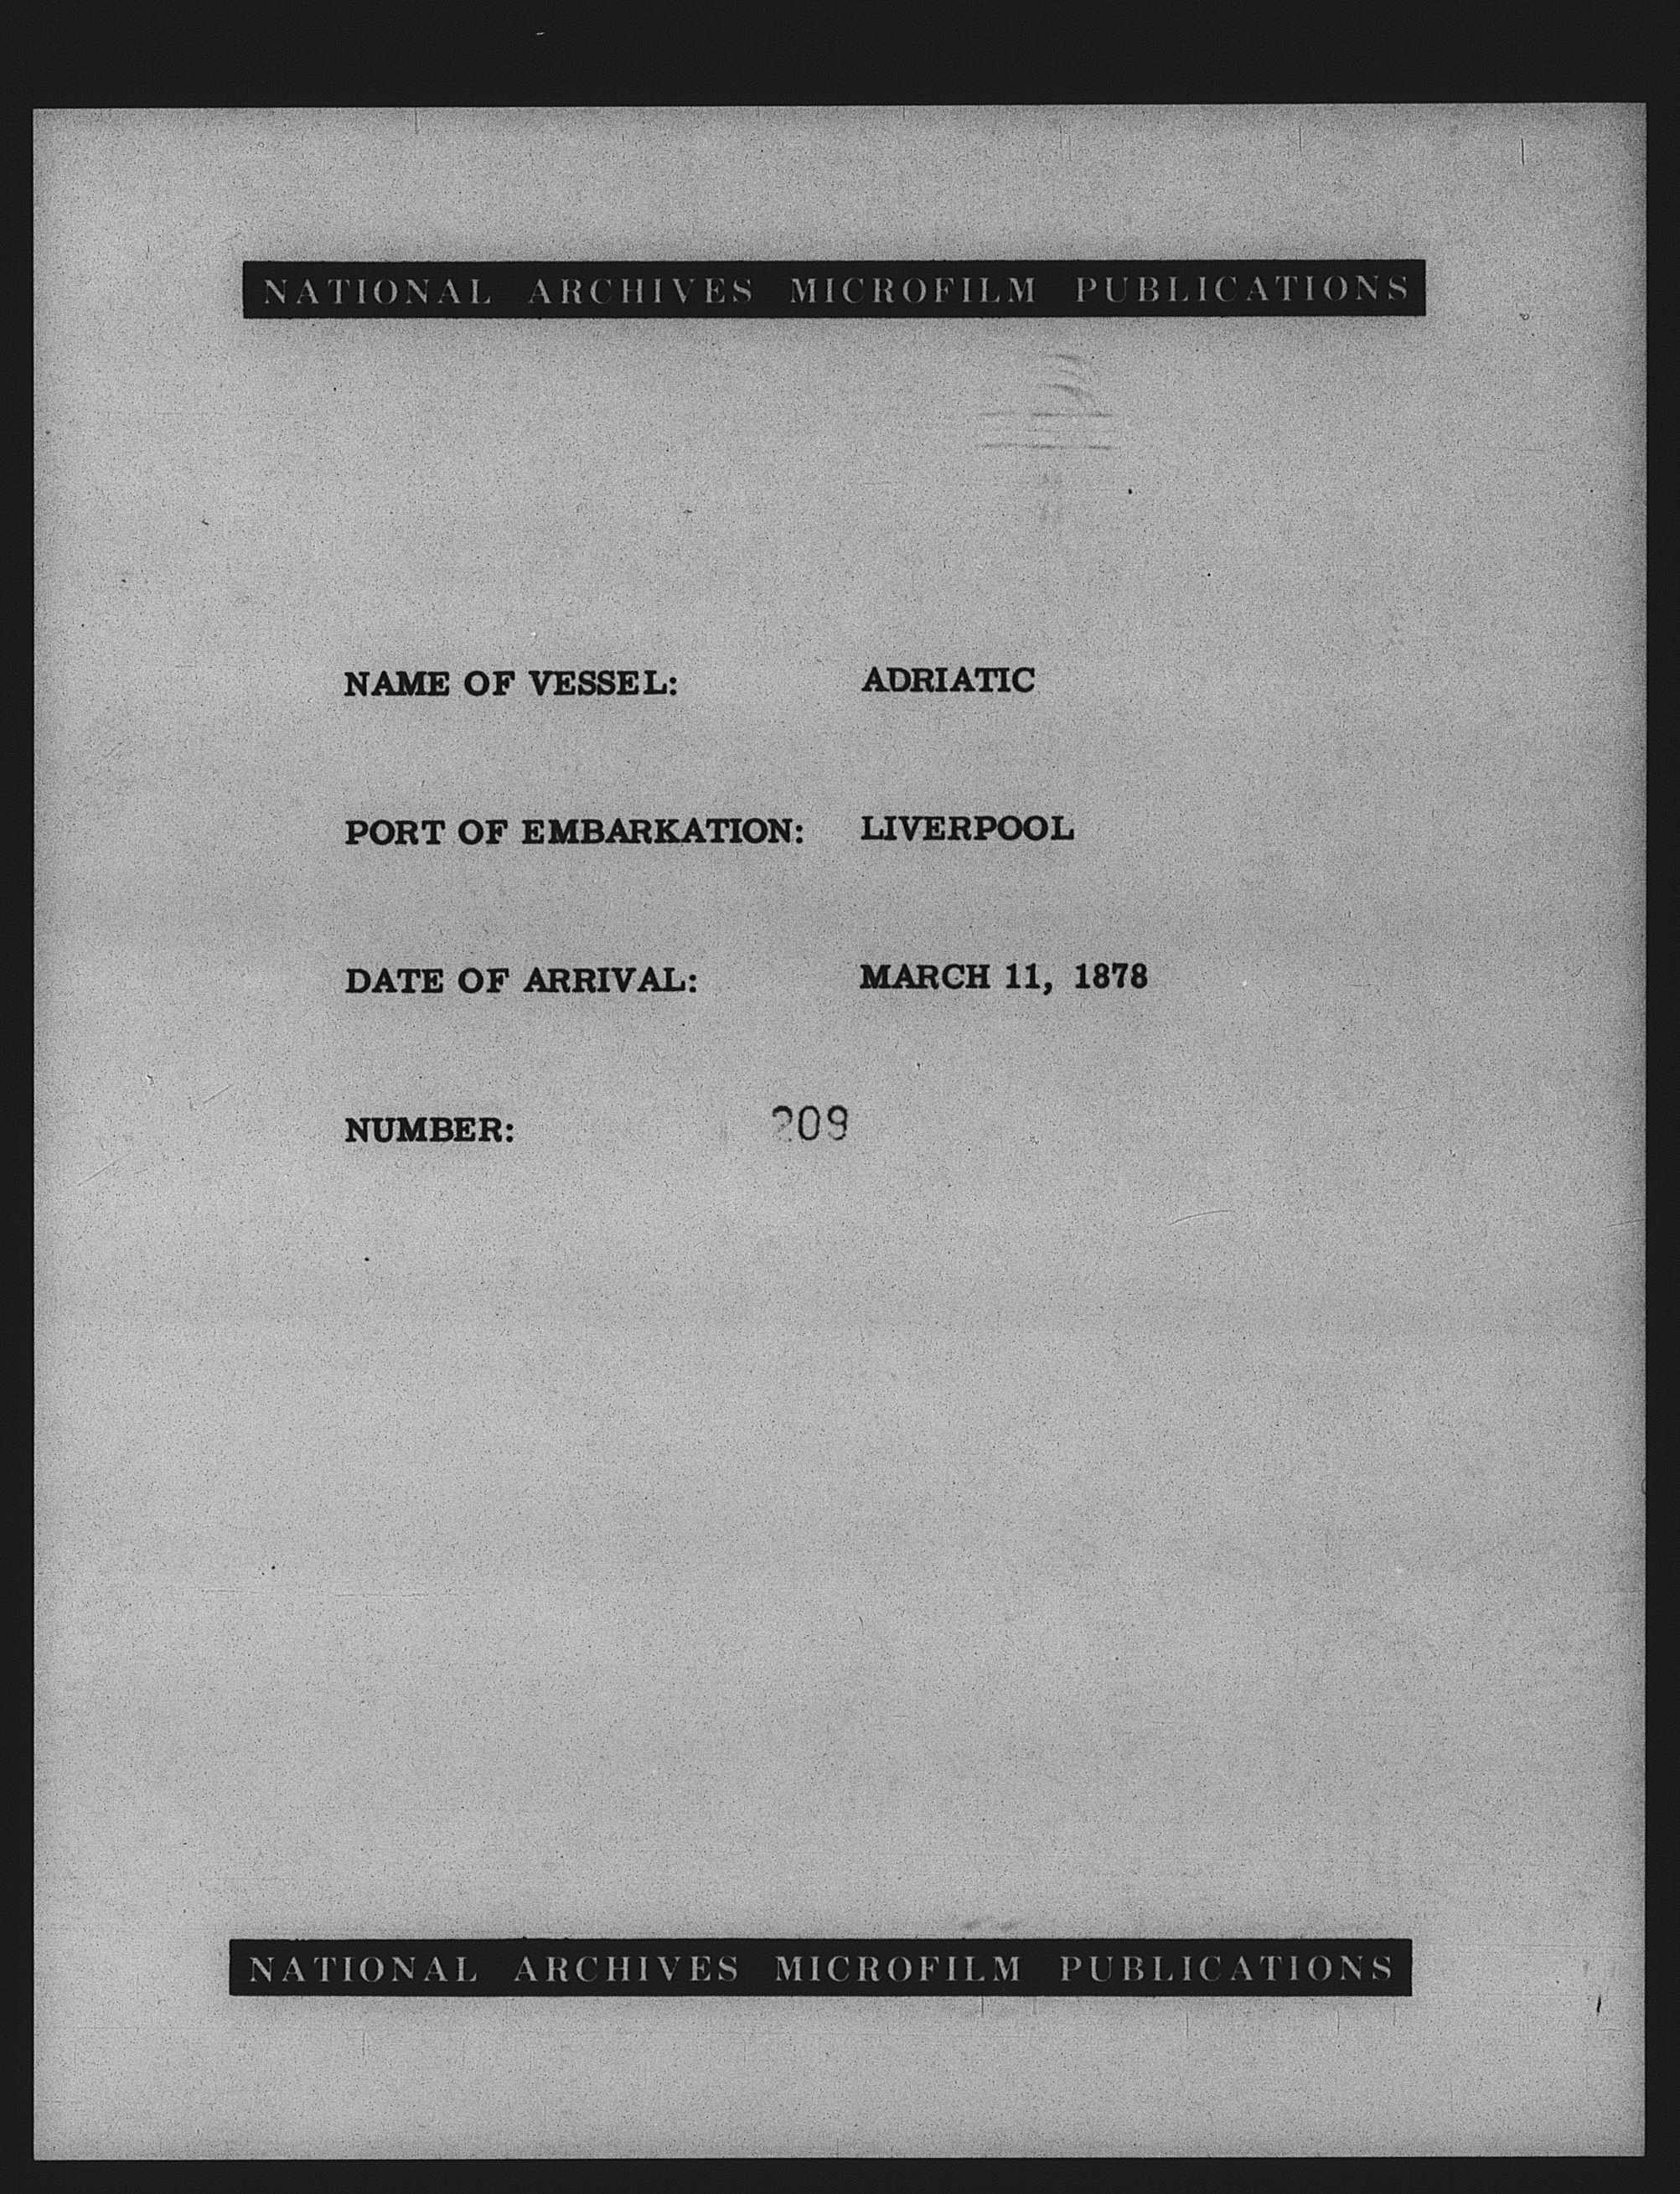 NATIONAL ARCHIVES MICROFILM PUBLICATIONS
NAME OF VESSEL: ADRIATIC
PORT OF EMBARKATION: LIVERPOOL
DATE OF ARRIVAL: MARCH 11, 1878
NUMBER: 209
NATIONAL ARCHIVES MICROFILM PUBLICATIONS